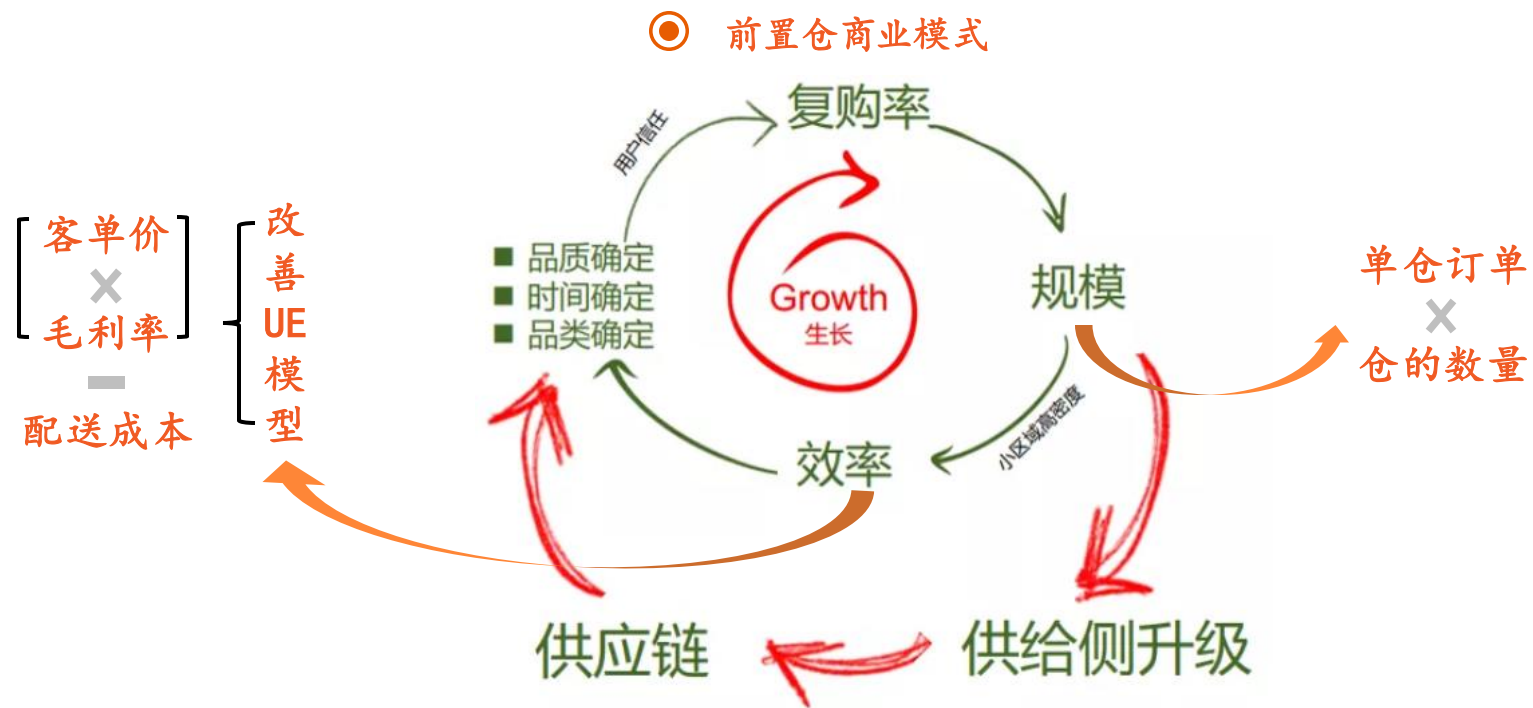 前置仓商业模式
复购率
用户信任
品质确定
时间确定
品类确定
Growth
生长
规模
小区域高密度
效率
供应链
供给侧升级
客单价
×
毛利率
−
配送成本
改善UE模型
单仓订单
×
仓的数量